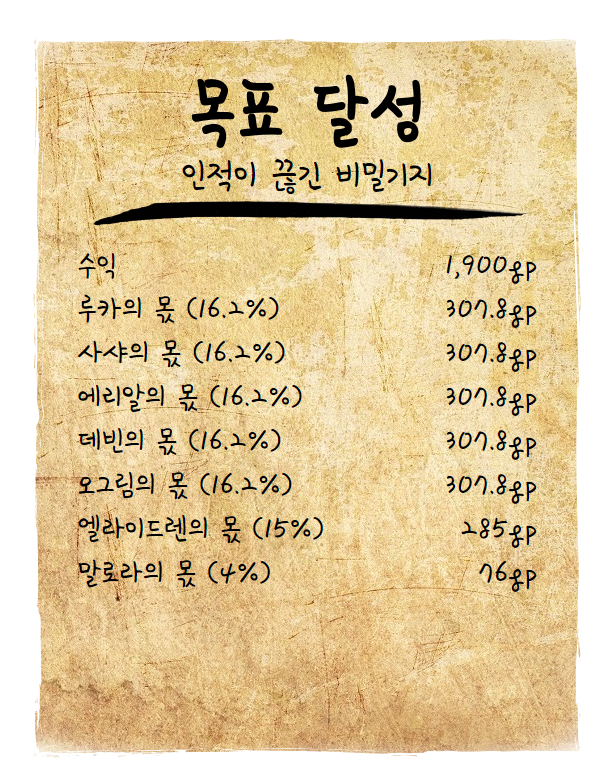 목표 달성
인적이 끊긴 비밀기지
수익 1,900gp
루카의 몫 (16.2%) 307.8gp
사샤의 몫 (16.2%) 307.8gp
에리알의 몫 (16.2%) 307.8gp
데빈의 몫 (16.2%) 307.8gp
오그림의 몫 (16.2%) 307.8gp
엘라이드렌의 몫 (15%) 285gp
말로라의 몫 (4%) 76gp